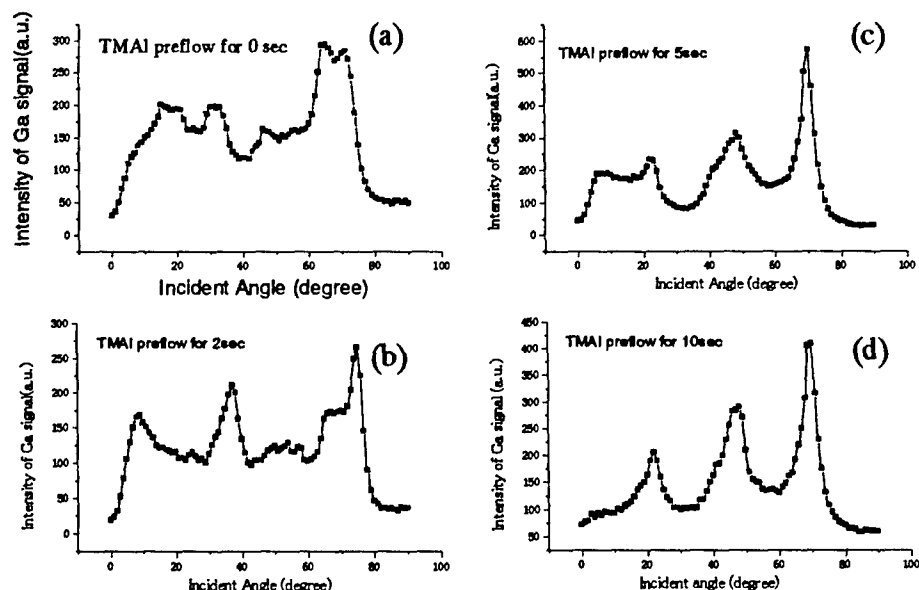 TMAl preflow for 0 sec
(a)
300
250
200
150
100
50
0
Intensity of Ga signal(a.u.)
0 20 40 60 80 100
Incident Angle (degree)
TMAl preflow for 5sec
(c)
600
500
400
300
200
100
0
Intensity of Ga signal(a.u.)
0 20 40 60 80 100
Incident Angle (degree)
TMAl preflow for 2sec
(b)
300
250
200
150
100
50
0
Intensity of Ga signal(a.u.)
0 20 40 60 80 100
Incident Angle (degree)
TMAl preflow for 10sec
(d)
450
400
350
300
250
200
150
100
50
Intensity of Ga signal (a.u.)
0 20 40 60 80 100
Incident angle (degree)